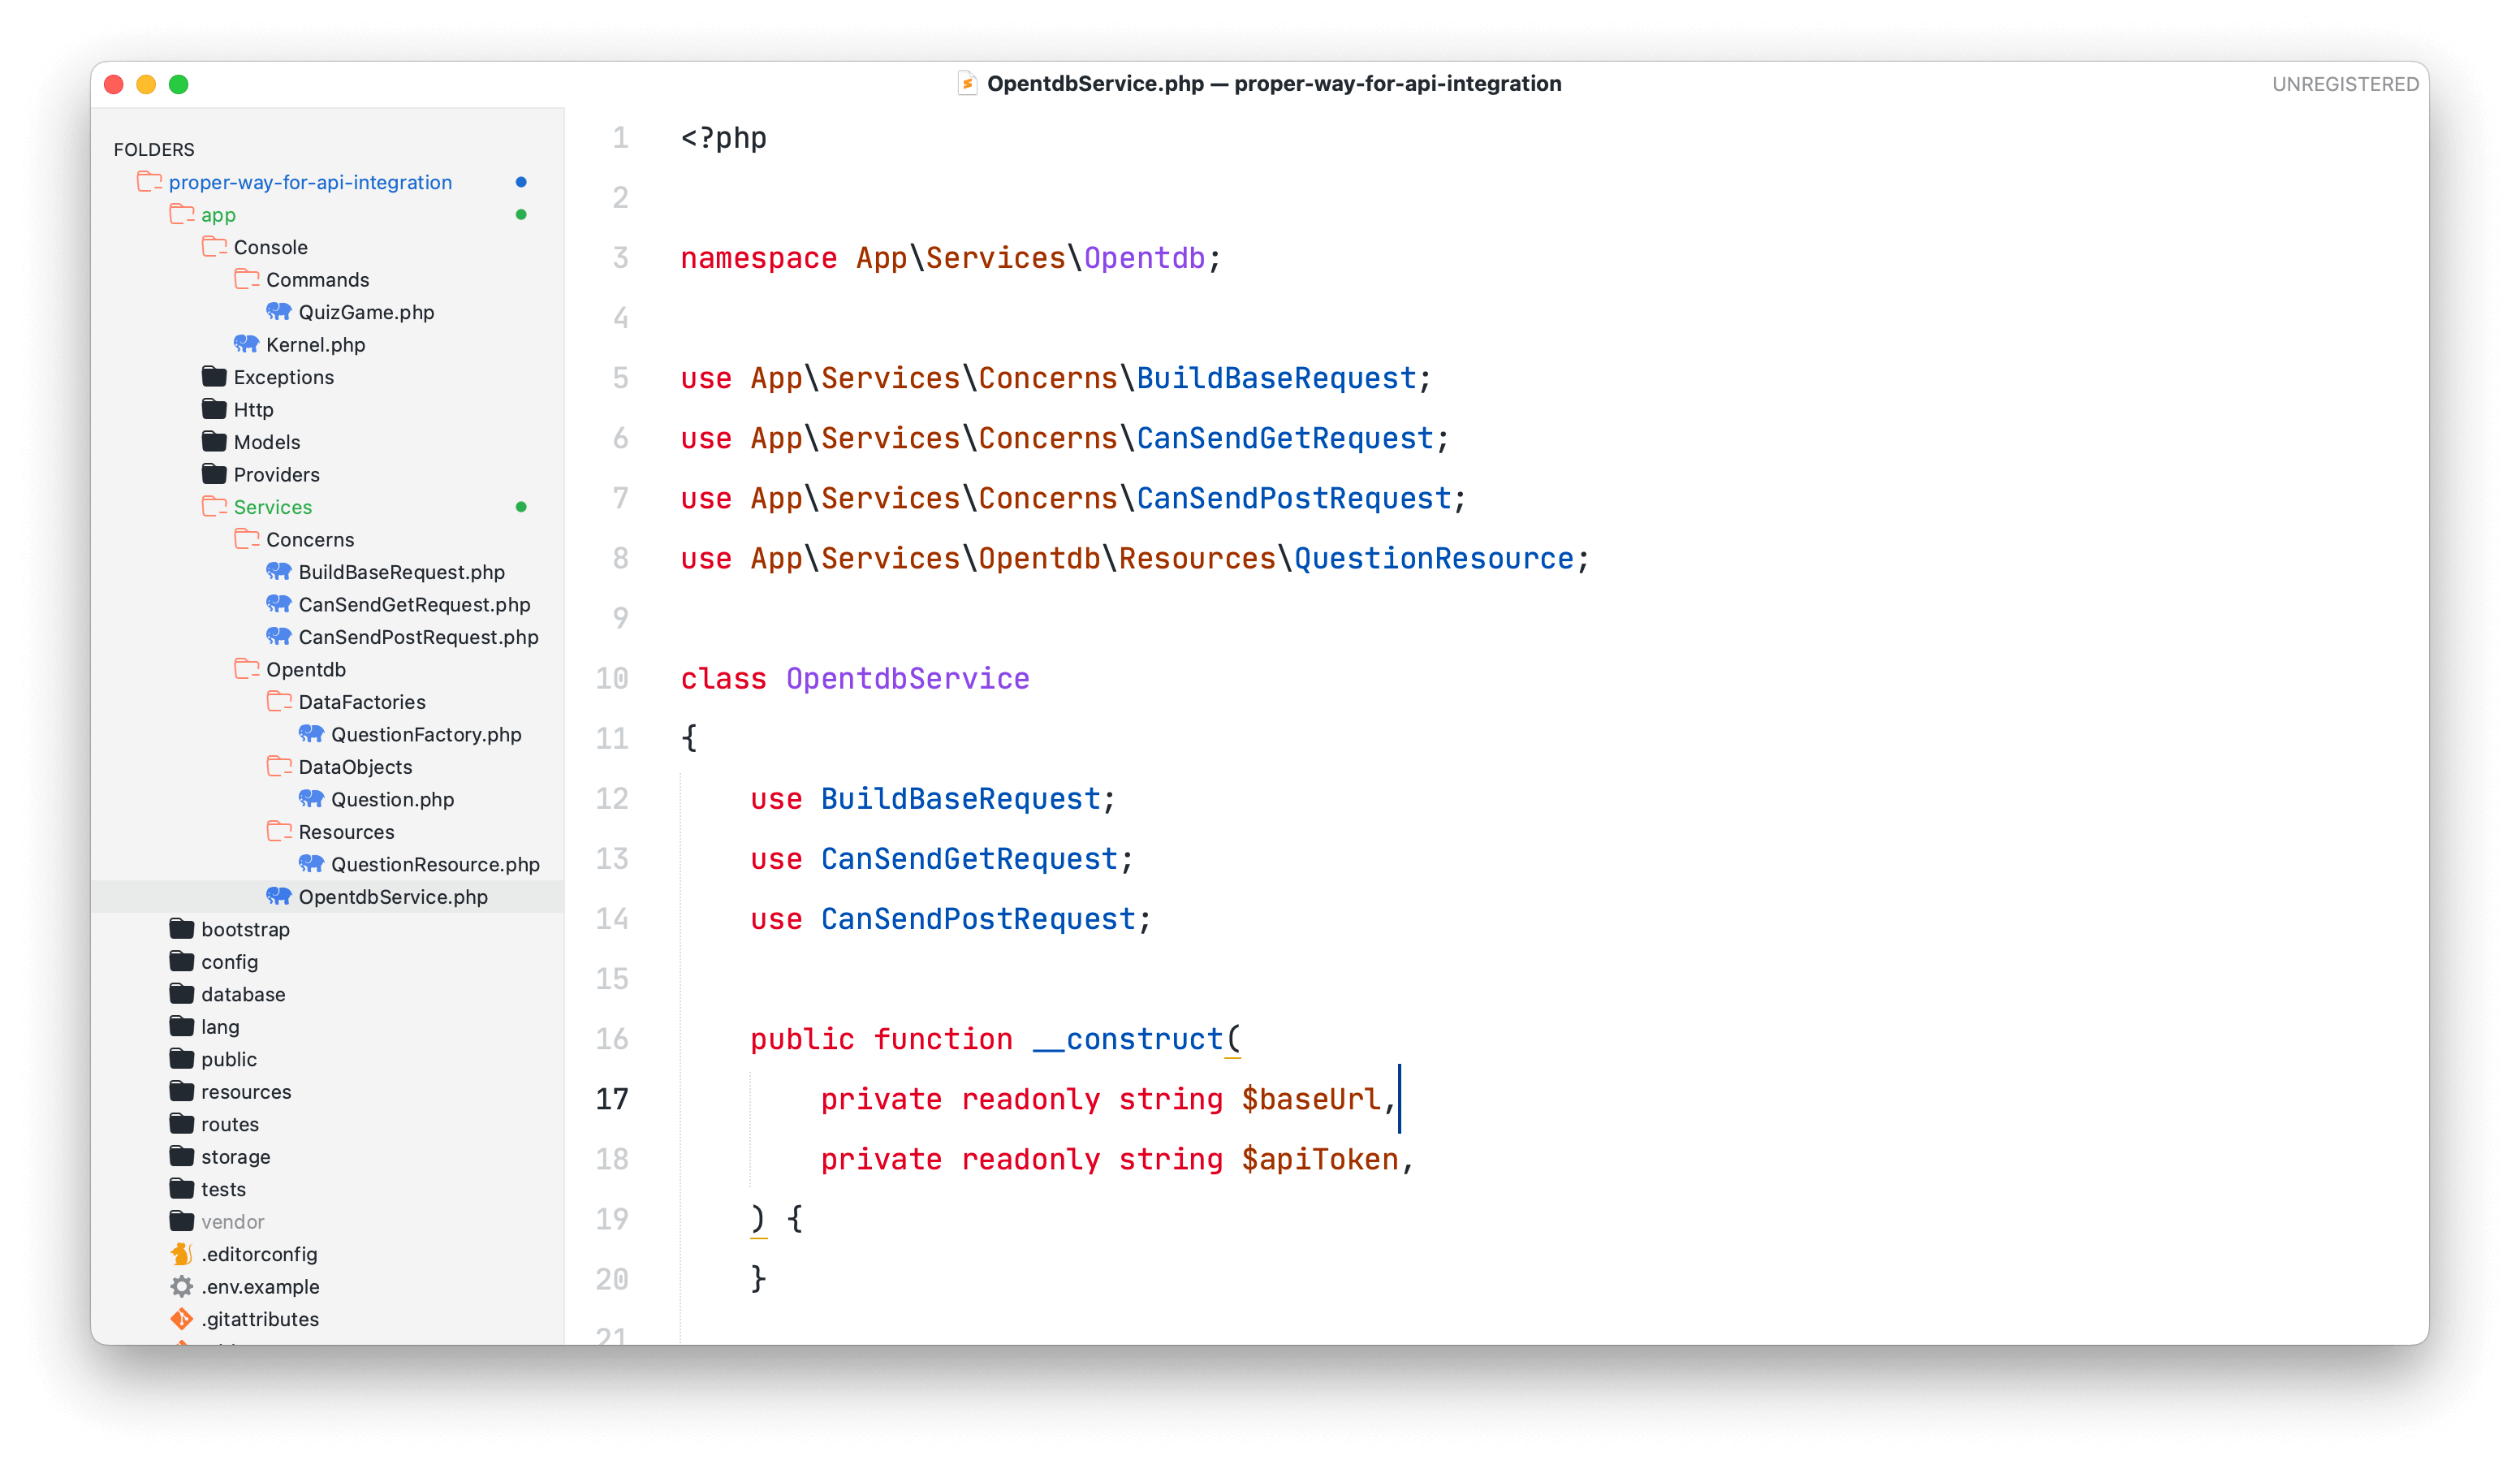 OpentdbService.php — proper-way-for-api-integration
UNREGISTERED
FOLDERS
proper-way-for-api-integration
app
Console
Commands
QuizGame.php
Kernel.php
Exceptions
Http
Models
Providers
Services
Concerns
BuildBaseRequest.php
CanSendGetRequest.php
CanSendPostRequest.php
Opentdb
DataFactories
QuestionFactory.php
DataObjects
Question.php
Resources
QuestionResource.php
OpentdbService.php
bootstrap
config
database
lang
public
resources
routes
storage
tests
vendor
.editorconfig
.env.example
.gitattributes
1 <?php
2
3 namespace App\Services\Opentdb;
4
5 use App\Services\Concerns\BuildBaseRequest;
6 use App\Services\Concerns\CanSendGetRequest;
7 use App\Services\Concerns\CanSendPostRequest;
8 use App\Services\Opentdb\Resources\QuestionResource;
9
10 class OpentdbService
11 {
12 use BuildBaseRequest;
13 use CanSendGetRequest;
14 use CanSendPostRequest;
15
16 public function __construct(
17 private readonly string $baseUrl,
18 private readonly string $apiToken,
19 ) {
20 }
21